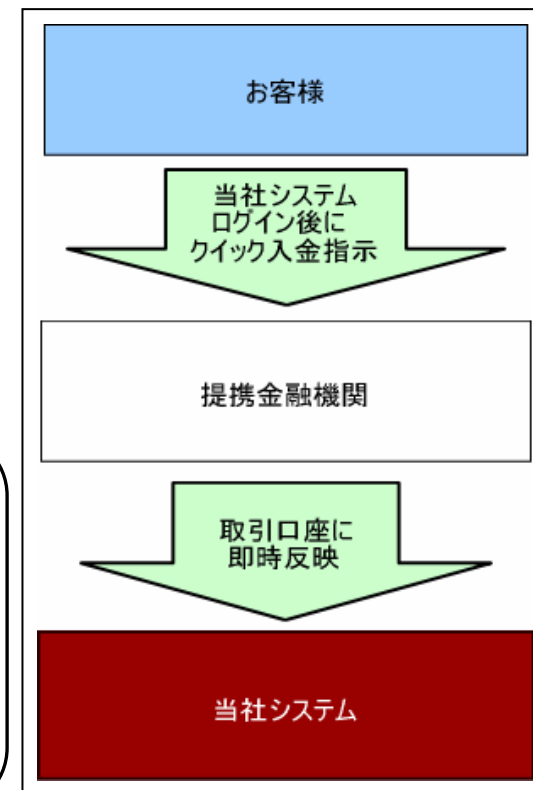 お客様
当社システム
ログイン後に
クイック入金指示
提携金融機関
取引口座に
即時反映
当社システム